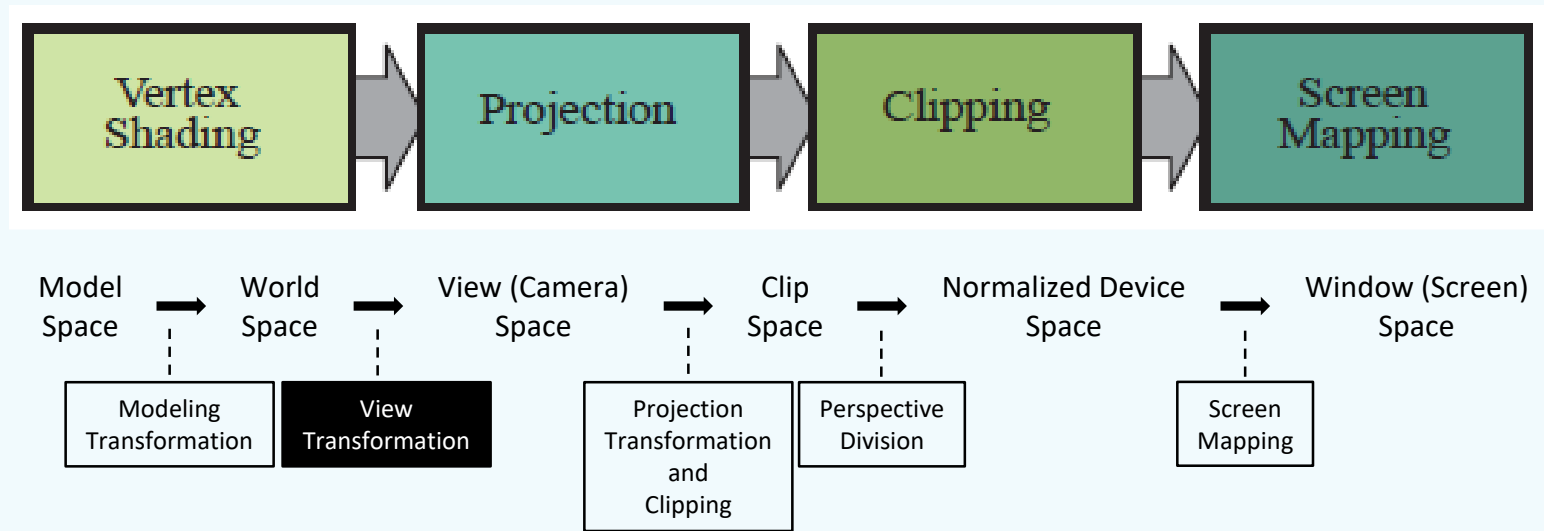 Vertex
Shading
Projection
Clipping
Screen
Mapping
Model
Space
World
Space
View (Camera)
Space
Clip
Space
Normalized Device
Space
Window (Screen)
Space
Modeling
Transformation
View
Transformation
Projection
Transformation
and
Clipping
Perspective
Division
Screen
Mapping